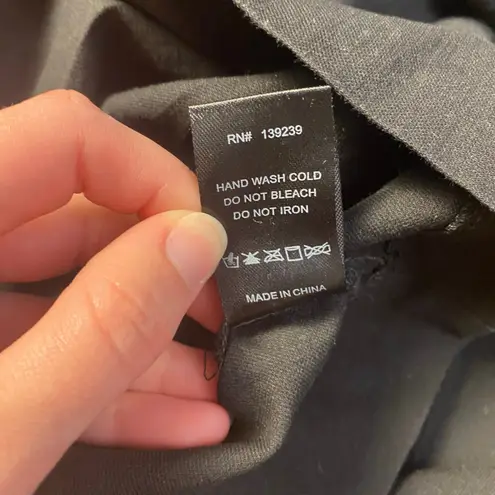 RN# 139239
HAND WASH COLD
DO NOT BLEACH
DO NOT IRON
MADE IN CHINA